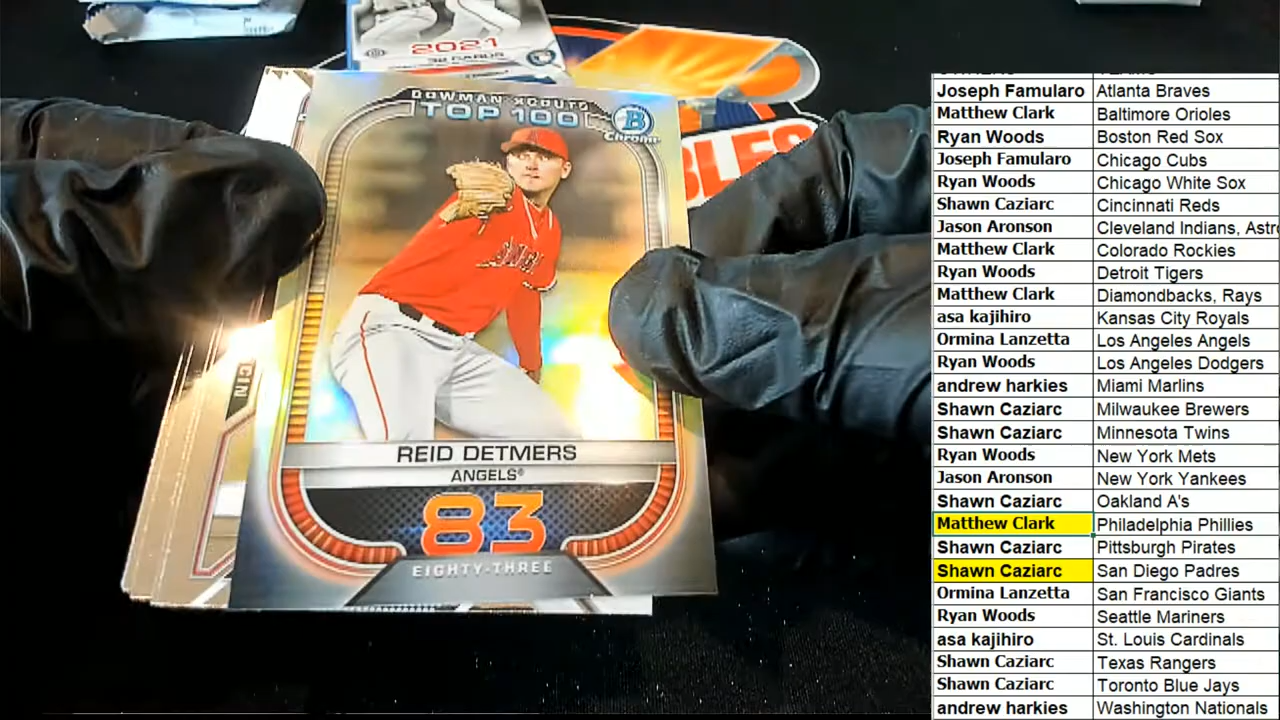 2021
32 CARDS
BOWMAN SCOUTS
TOP 100
B
Chrome
BLES
CIN
REID DETMERS
ANGELS®
83
EIGHTY-THREE
Joseph Famularo Atlanta Braves
Matthew Clark Baltimore Orioles
Ryan Woods Boston Red Sox
Joseph Famularo Chicago Cubs
Ryan Woods Chicago White Sox
Shawn Caziarc Cincinnati Reds
Jason Aronson Cleveland Indians, Astr
Matthew Clark Colorado Rockies
Ryan Woods Detroit Tigers
Matthew Clark Diamondbacks, Rays
asa kajihiro Kansas City Royals
Ormina Lanzetta Los Angeles Angels
Ryan Woods Los Angeles Dodgers
andrew harkies Miami Marlins
Shawn Caziarc Milwaukee Brewers
Shawn Caziarc Minnesota Twins
Ryan Woods New York Mets
Jason Aronson New York Yankees
Shawn Caziarc Oakland A's
Matthew Clark Philadelphia Phillies
Shawn Caziarc Pittsburgh Pirates
Shawn Caziarc San Diego Padres
Ormina Lanzetta San Francisco Giants
Ryan Woods Seattle Mariners
asa kajihiro St. Louis Cardinals
Shawn Caziarc Texas Rangers
Shawn Caziarc Toronto Blue Jays
andrew harkies Washington Nationals